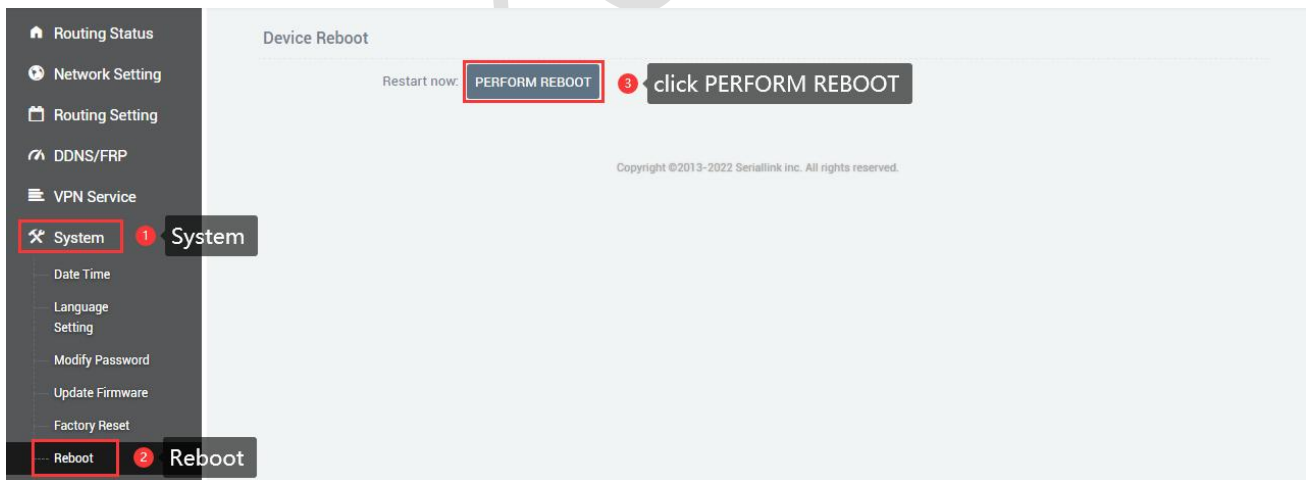 Routing Status
Network Setting
Routing Setting
DDNS/FRP
VPN Service
System
1 System
Date Time
Language
Setting
Modify Password
Update Firmware
Factory Reset
Reboot
2 Reboot
Device Reboot
Restart now: PERFORM REBOOT
3 click PERFORM REBOOT
Copyright ©2013-2022 Seriallink inc. All rights reserved.